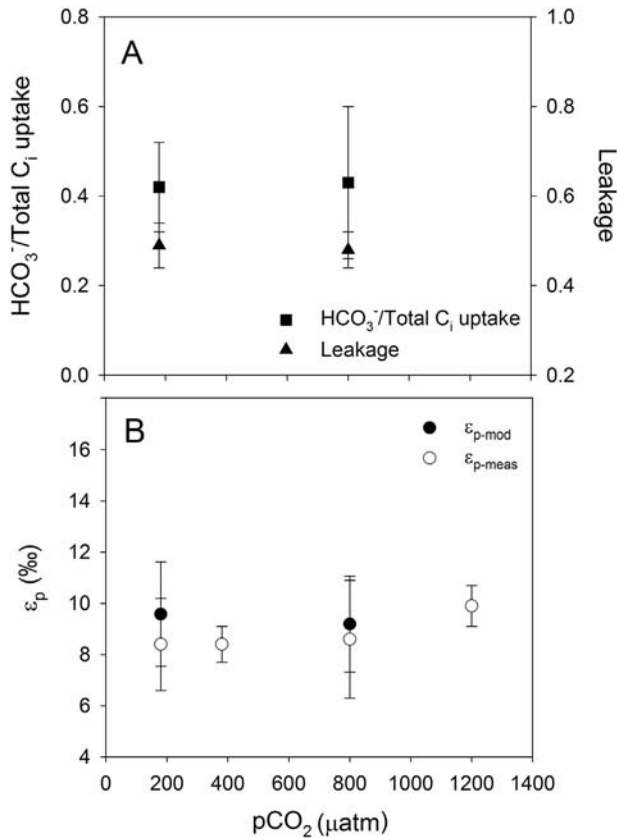 A
HCO₃⁻/Total Cᵢ uptake
0.8
0.6
0.4
0.2
0.0
1.0
0.8
0.6
0.4
0.2
Leakage
HCO₃⁻/Total Cᵢ uptake
Leakage
B
εp-mod
εp-meas
εp (‰)
16
14
12
10
8
6
4
0 200 400 600 800 1000 1200 1400
pCO₂ (μatm)